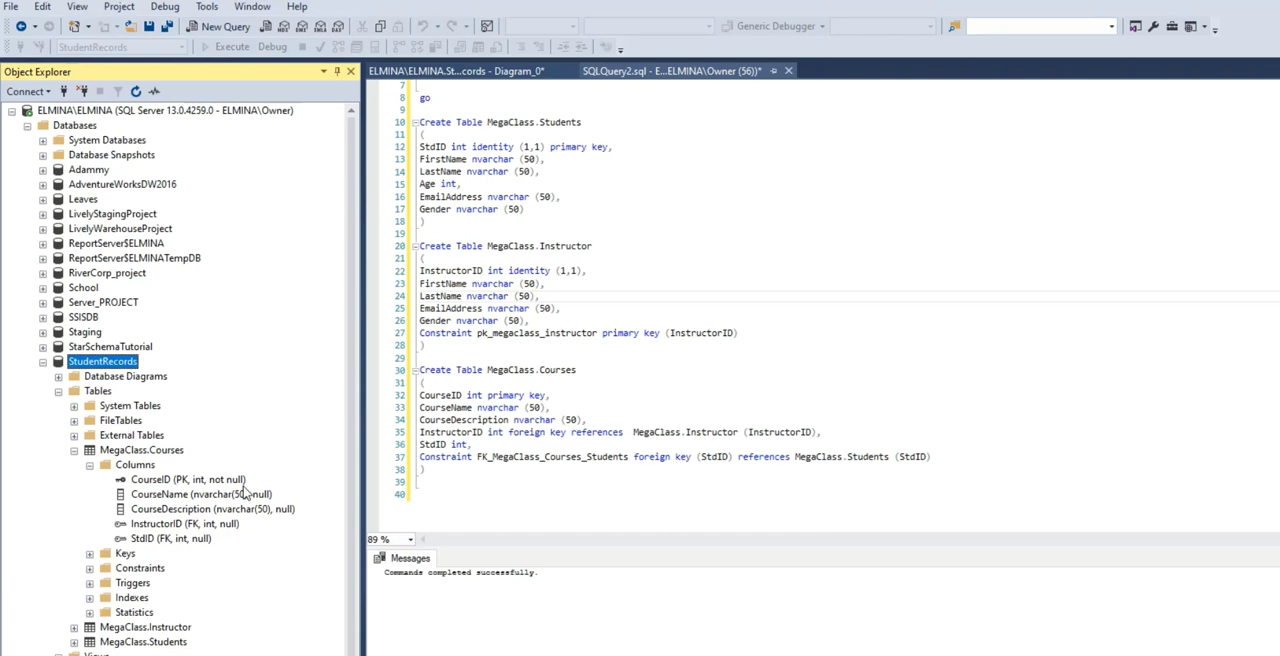 File Edit View Project Debug Tools Window Help
New Query MDX DMX XMLA DAX Generic Debugger
StudentRecords Execute Debug
Object Explorer
Connect
ELMINA\ELMINA (SQL Server 13.0.4259.0 - ELMINA\Owner)
Databases
System Databases
Database Snapshots
Adammy
AdventureWorksDW2016
Leaves
LivelyStagingProject
LivelyWarehouseProject
ReportServer$ELMINA
ReportServer$ELMINATempDB
RiverCorp_project
School
Server_PROJECT
SSISDB
Staging
StarSchemaTutorial
StudentRecords
Database Diagrams
Tables
System Tables
FileTables
External Tables
MegaClass.Courses
Columns
CourseID (PK, int, not null)
CourseName (nvarchar(50), null)
CourseDescription (nvarchar(50), null)
InstructorID (FK, int, null)
StdID (FK, int, null)
Keys
Constraints
Triggers
Indexes
Statistics
MegaClass.Instructor
MegaClass.Students
Views
ELMINA\ELMINA.St...cords - Diagram_0* SQLQuery2.sql - E...ELMINA\Owner (56))*
7
8 go
9
10 Create Table MegaClass.Students
11 (
12 StdID int identity (1,1) primary key,
13 FirstName nvarchar (50),
14 LastName nvarchar (50),
15 Age int,
16 EmailAddress nvarchar (50),
17 Gender nvarchar (50)
18 )
19
20 Create Table MegaClass.Instructor
21 (
22 InstructorID int identity (1,1),
23 FirstName nvarchar (50),
24 LastName nvarchar (50),
25 EmailAddress nvarchar (50),
26 Gender nvarchar (50),
27 Constraint pk_megaclass_instructor primary key (InstructorID)
28 )
29
30 Create Table MegaClass.Courses
31 (
32 CourseID int primary key,
33 CourseName nvarchar (50),
34 CourseDescription nvarchar (50),
35 InstructorID int foreign key references MegaClass.Instructor (InstructorID),
36 StdID int,
37 Constraint FK_MegaClass_Courses_Students foreign key (StdID) references MegaClass.Students (StdID)
38 )
39
40
89 %
Messages
Commands completed successfully.